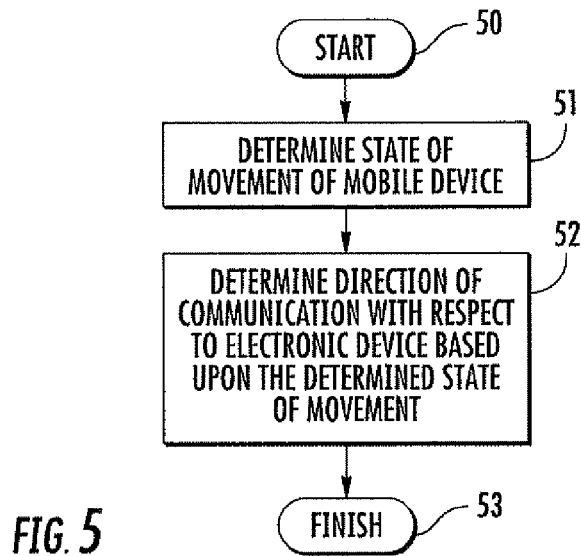 START
50
51
DETERMINE STATE OF
MOVEMENT OF MOBILE DEVICE
52
DETERMINE DIRECTION OF
COMMUNICATION WITH RESPECT
TO ELECTRONIC DEVICE BASED
UPON THE DETERMINED STATE
OF MOVEMENT
FINISH
53
FIG. 5